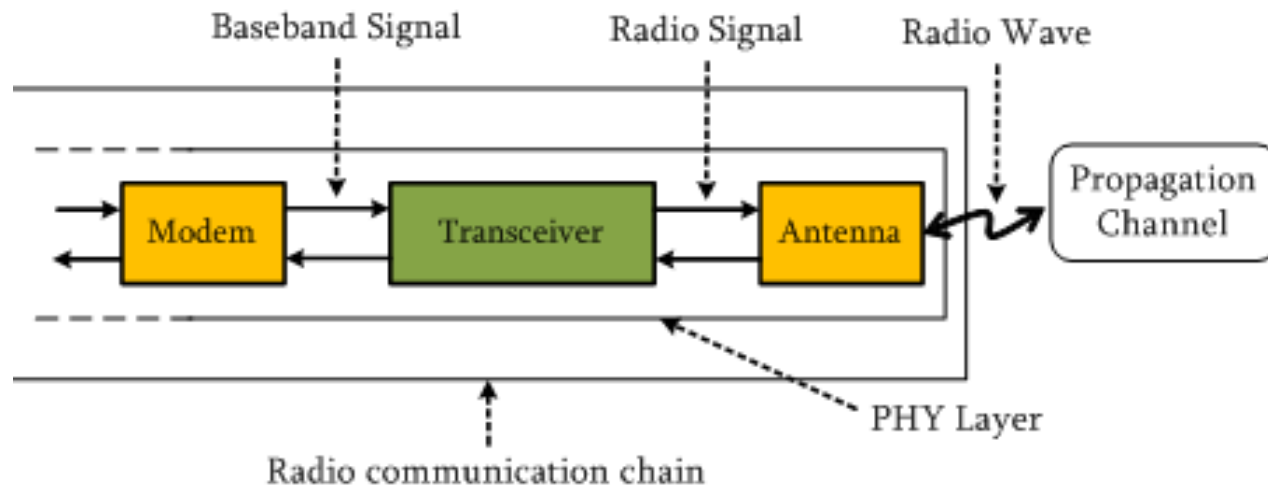 Baseband Signal
Radio Signal
Radio Wave
Modem
Transceiver
Antenna
Propagation
Channel
PHY Layer
Radio communication chain